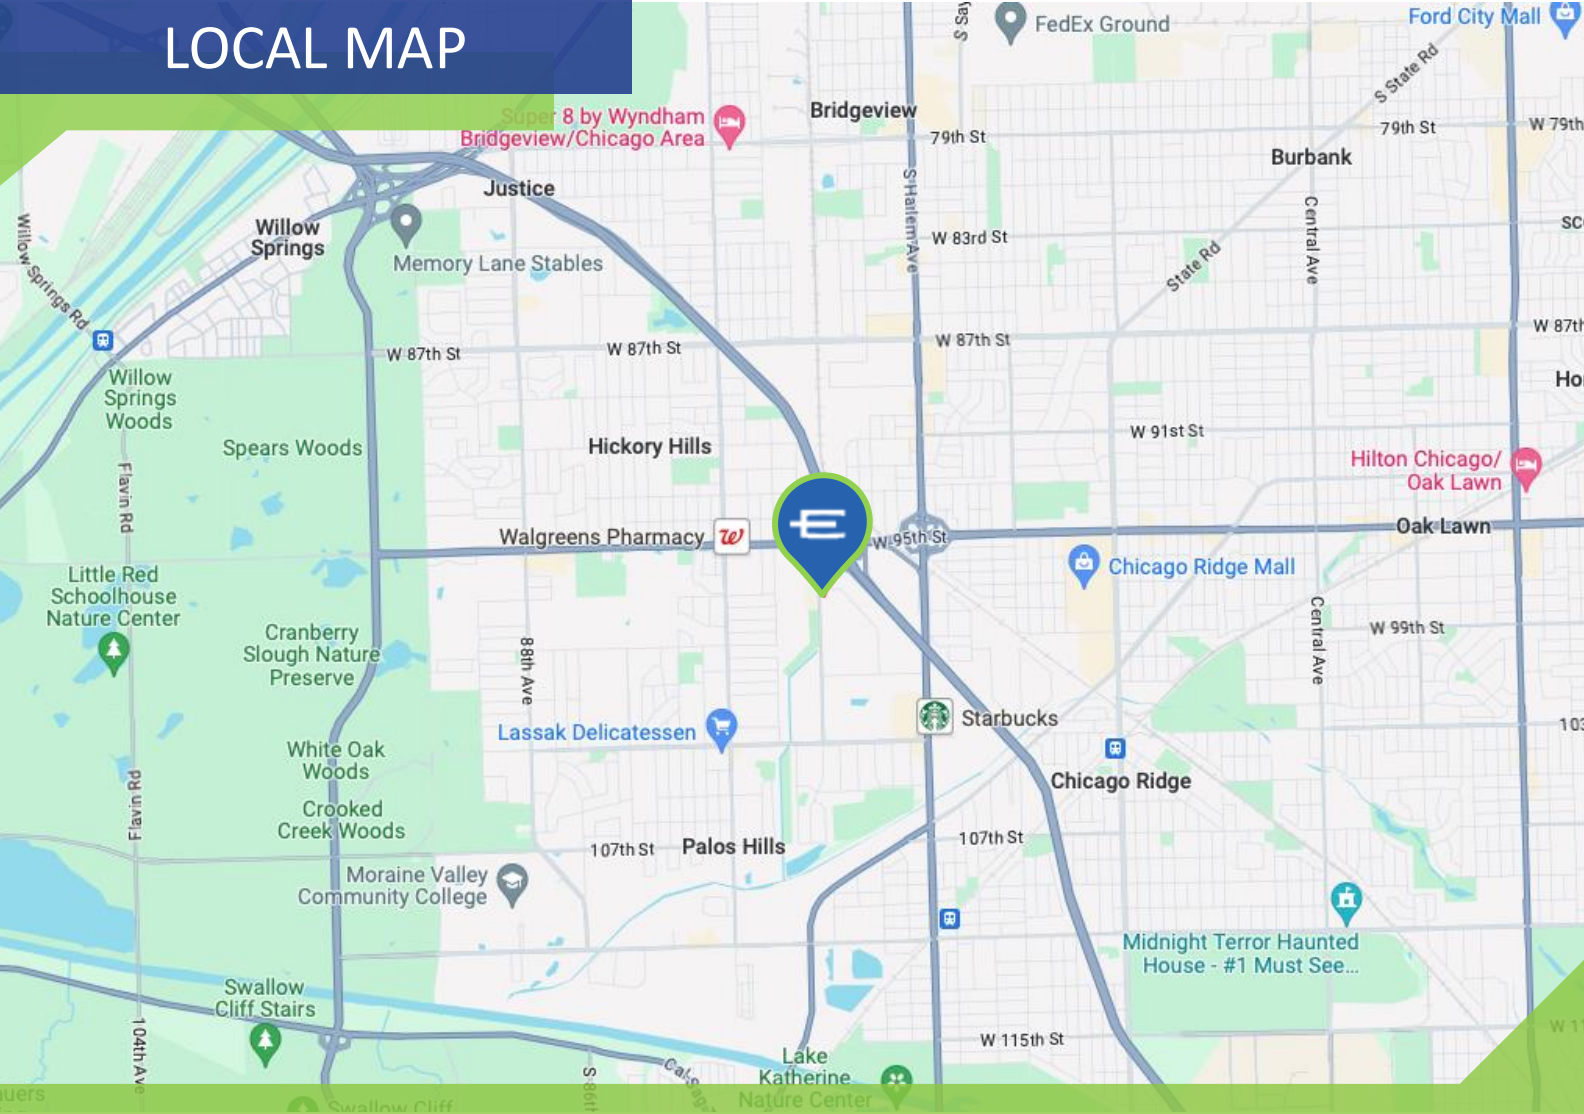 LOCAL MAP
FedEx Ground
Ford City Mall
S State Rd
Super 8 by Wyndham
Bridgeview/Chicago Area
Bridgeview
79th St
79th St
W 79th
Burbank
Justice
Willow
Springs
Memory Lane Stables
S Harlem Ave
W 83rd St
State Rd
Central Ave
Willow Springs Rd
W 87th St
W 87th St
W 87th St
W 87th
Willow
Springs
Woods
Spears Woods
Hickory Hills
W 91st St
Hilton Chicago/
Oak Lawn
Flavin Rd
Walgreens Pharmacy
W 95th St
Oak Lawn
Chicago Ridge Mall
Little Red
Schoolhouse
Nature Center
Cranberry
Slough Nature
Preserve
88th Ave
Central Ave
W 99th St
Lassak Delicatessen
Starbucks
White Oak
Woods
Flavin Rd
Chicago Ridge
Crooked
Creek Woods
107th St
Palos Hills
107th St
Moraine Valley
Community College
Midnight Terror Haunted
House - #1 Must See...
Swallow
Cliff Stairs
104th Ave
W 115th St
Lake
Katherine
Nature Center
Swallow Cliff